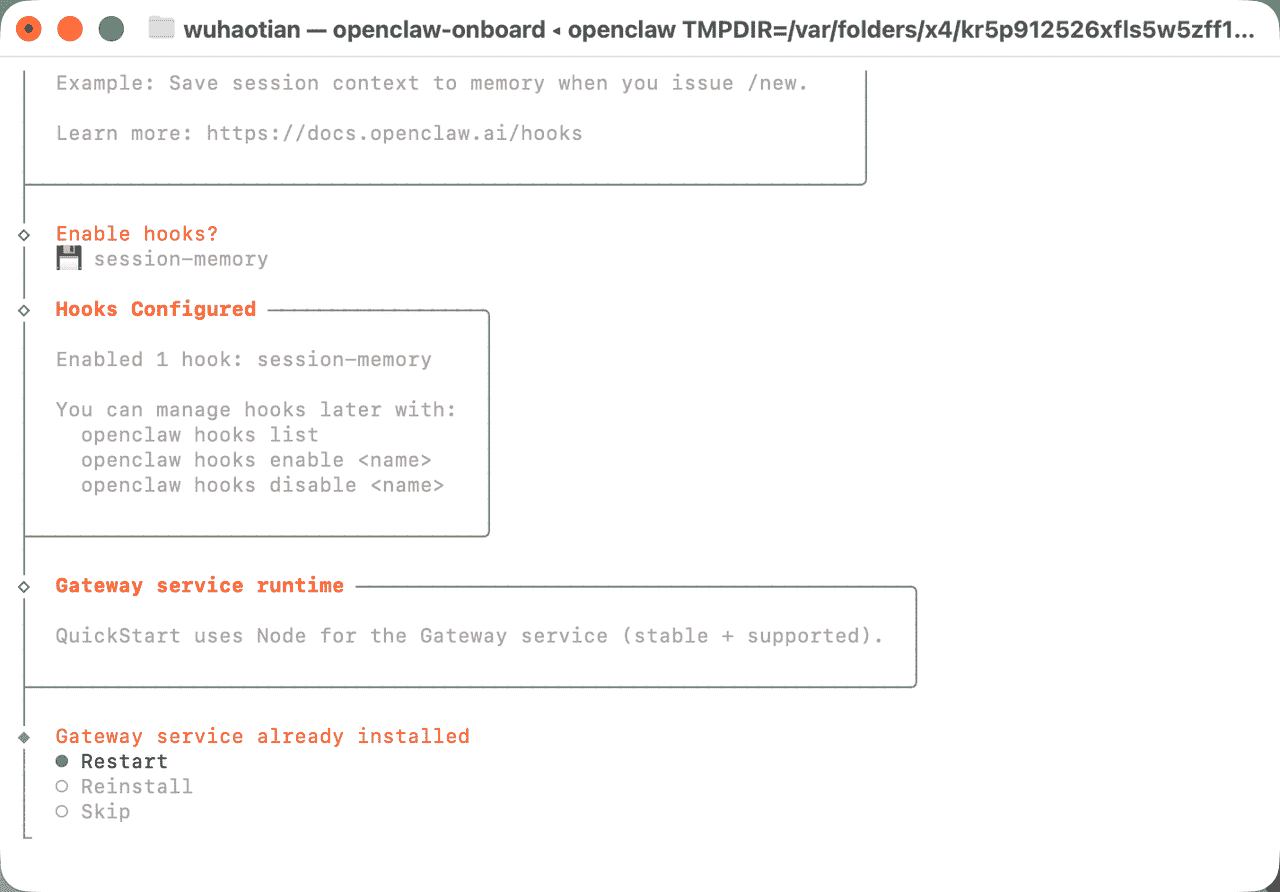 wuhaotian — openclaw-onboard ◂ openclaw TMPDIR=/var/folders/x4/kr5p912526xfls5w5zff1...
Example: Save session context to memory when you issue /new.
Learn more: https://docs.openclaw.ai/hooks
Enable hooks?
💾 session-memory
Hooks Configured
Enabled 1 hook: session-memory
You can manage hooks later with:
openclaw hooks list
openclaw hooks enable <name>
openclaw hooks disable <name>
Gateway service runtime
QuickStart uses Node for the Gateway service (stable + supported).
Gateway service already installed
● Restart
○ Reinstall
○ Skip